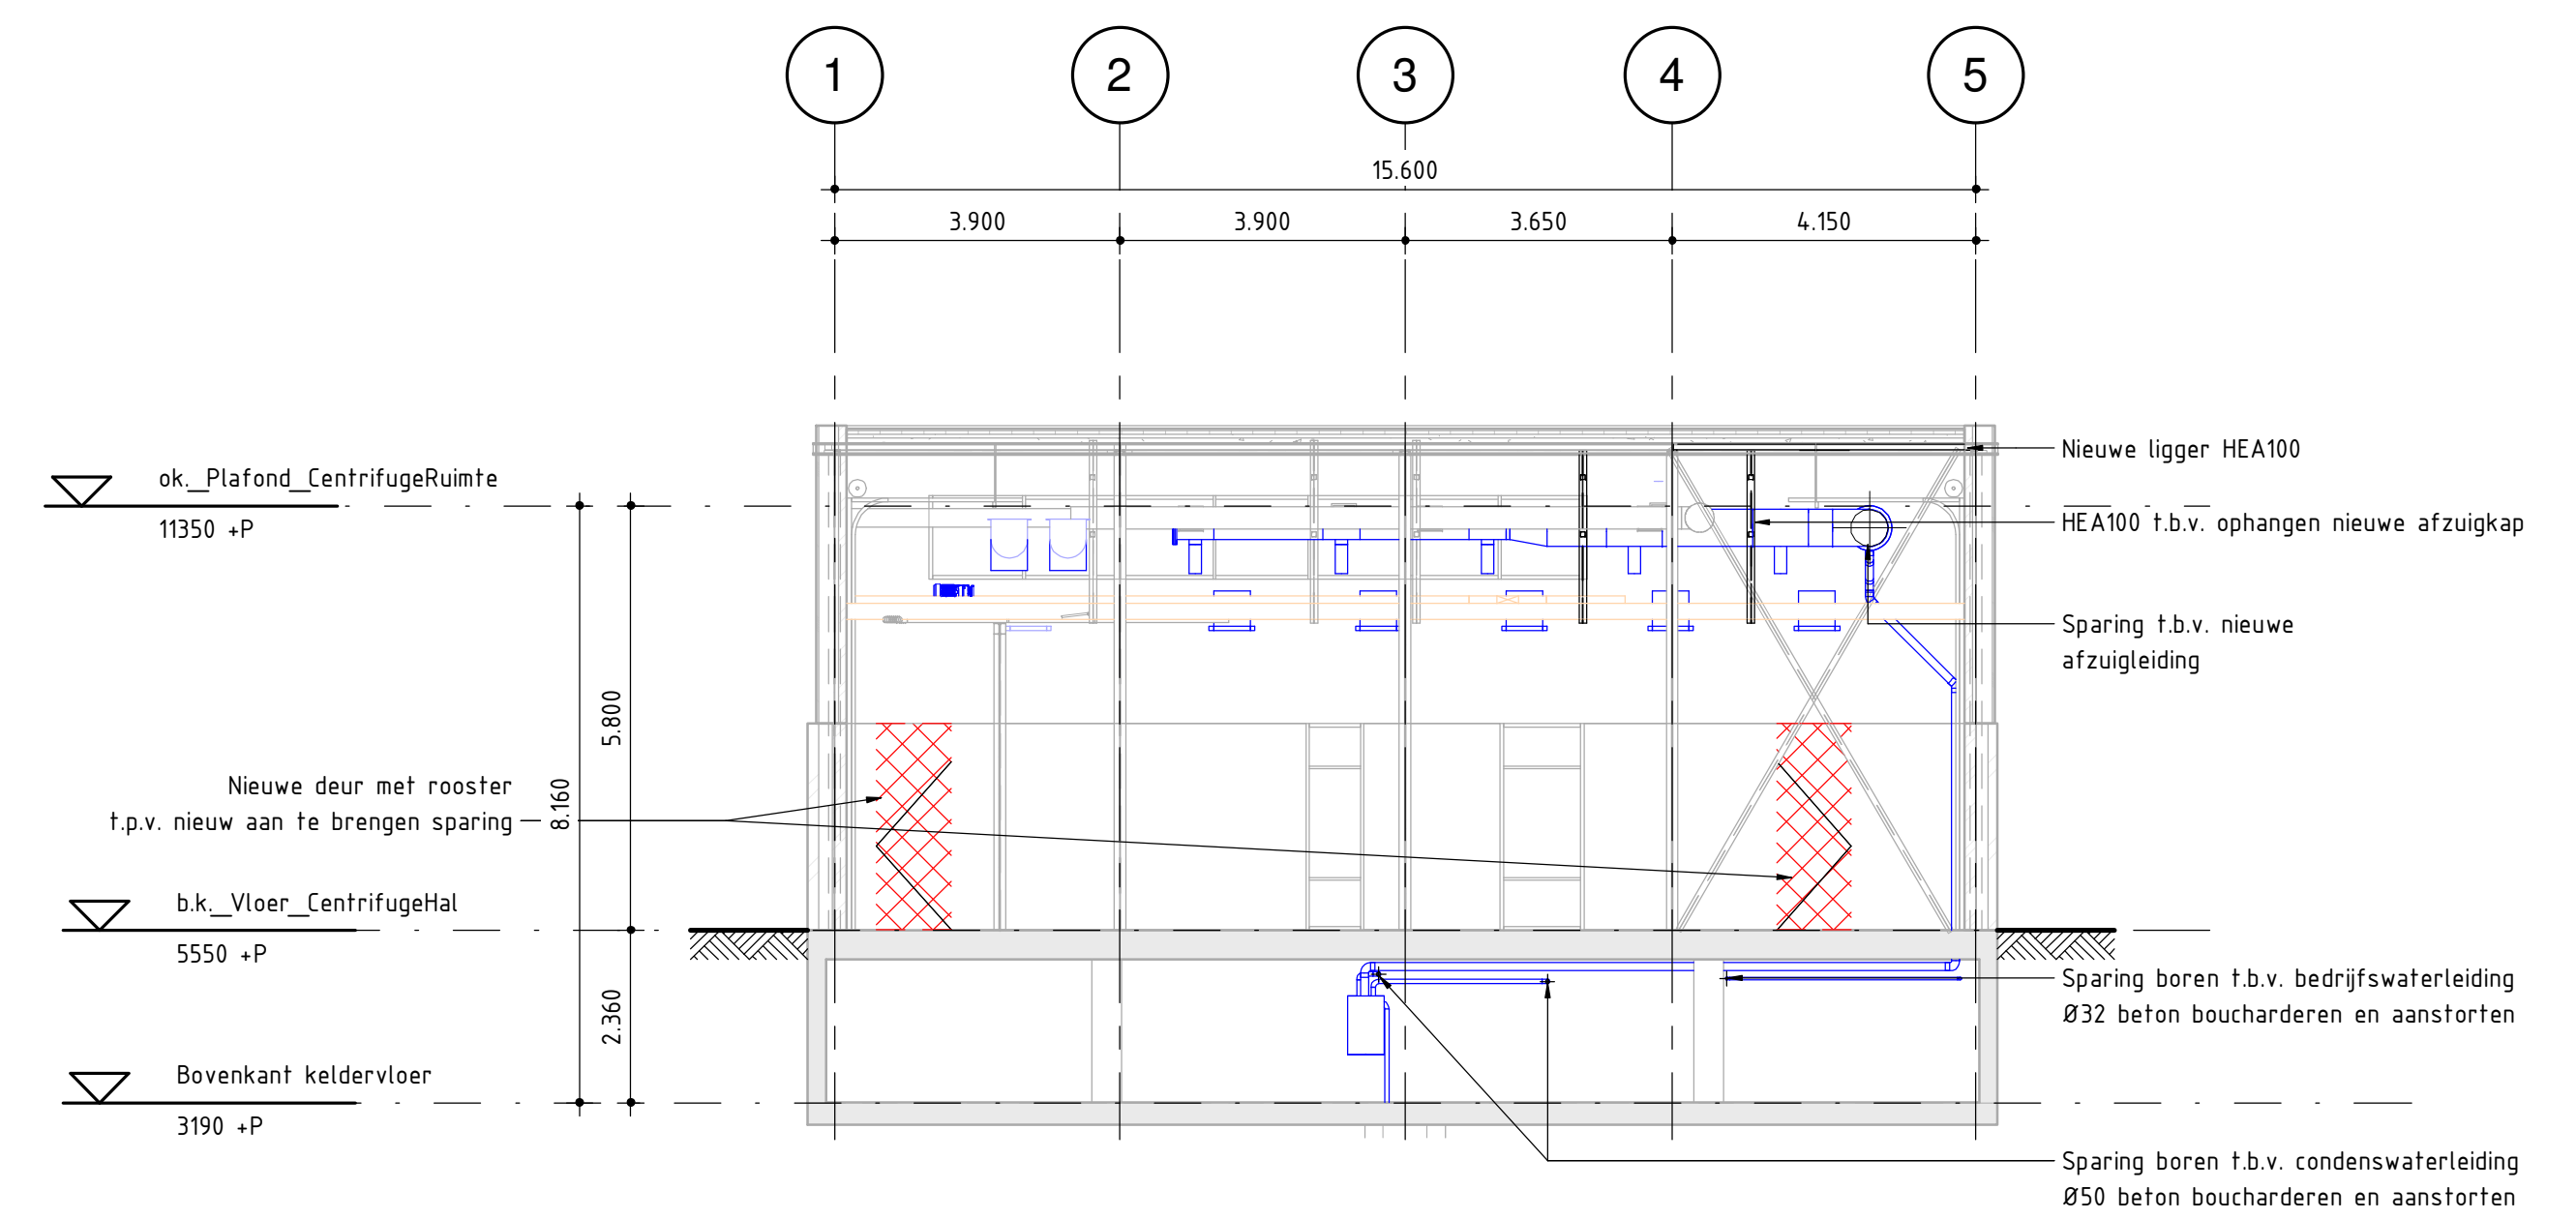 1 2 3 4 5
15.600
3.900 3.900 3.650 4.150
Nieuwe ligger HEA100
ok._Plafond_CentrifugeRuimte
11350 +P
HEA100 t.b.v. ophangen nieuwe afzuigkap
Sparing t.b.v. nieuwe
afzuigleiding
5.800
8.160
Nieuwe deur met rooster
t.p.v. nieuw aan te brengen sparing
b.k._Vloer_CentrifugeHal
5550 +P
2.360
Sparing boren t.b.v. bedrijfswaterleiding
Ø32 beton boucharderen en aanstorten
Bovenkant keldervloer
3190 +P
Sparing boren t.b.v. condenswaterleiding
Ø50 beton boucharderen en aanstorten